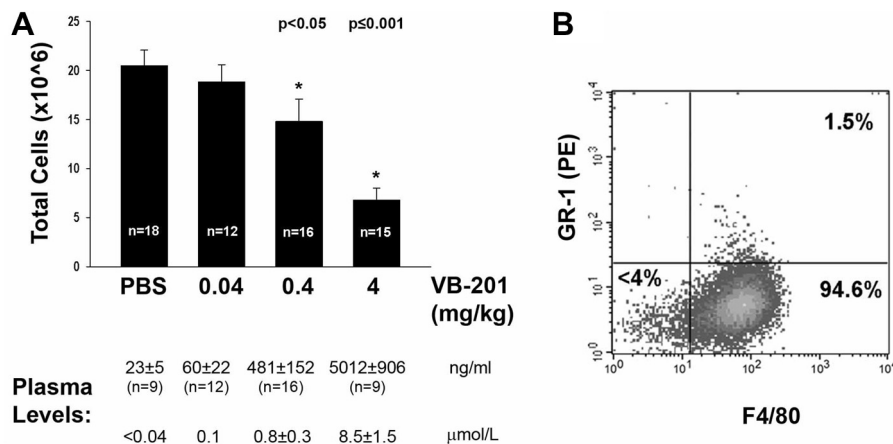 A
p<0.05 p≤0.001
Total Cells (x10^6)
25
20
15
10
5
0
*
*
n=18 n=12 n=16 n=15
PBS 0.04 0.4 4 VB-201
(mg/kg)
Plasma
Levels:
23±5 60±22 481±152 5012±906 ng/ml
(n=9) (n=12) (n=16) (n=9)
<0.04 0.1 0.8±0.3 8.5±1.5 µmol/L
B
GR-1 (PE)
10^4
10^3
10^2
10^1
10^0
1.5%
<4%
94.6%
10^0 10^1 10^2 10^3 10^4
F4/80